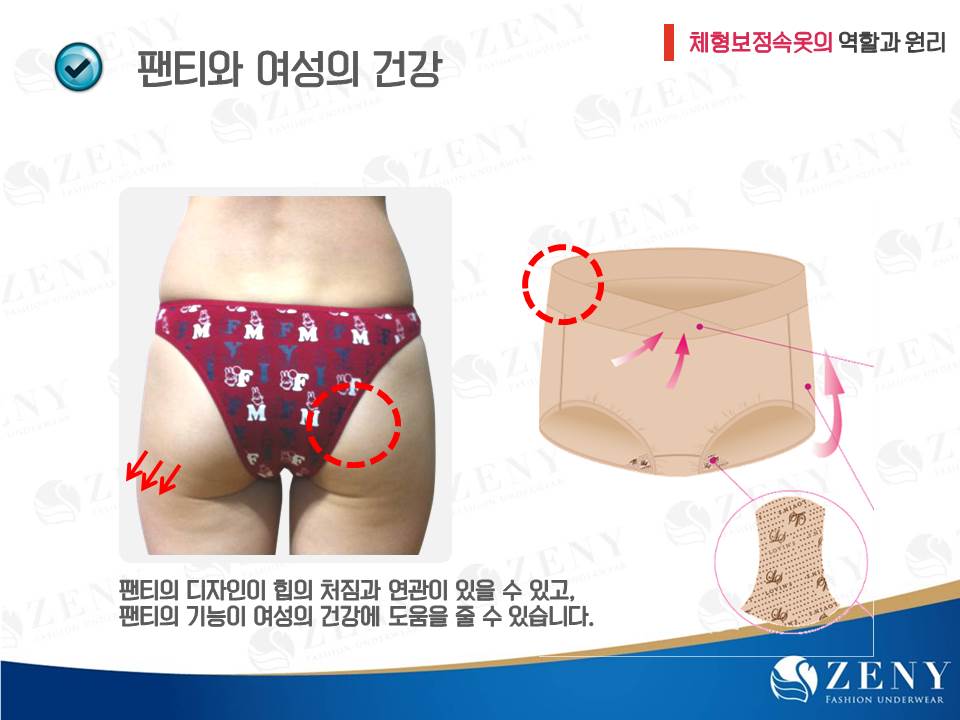 체형보정속옷의 역할과 원리
팬티와 여성의 건강
팬티의 디자인이 힙의 처짐과 연관이 있을 수 있고,
팬티의 기능이 여성의 건강에 도움을 줄 수 있습니다.
ZENY
FASHION UNDERWEAR